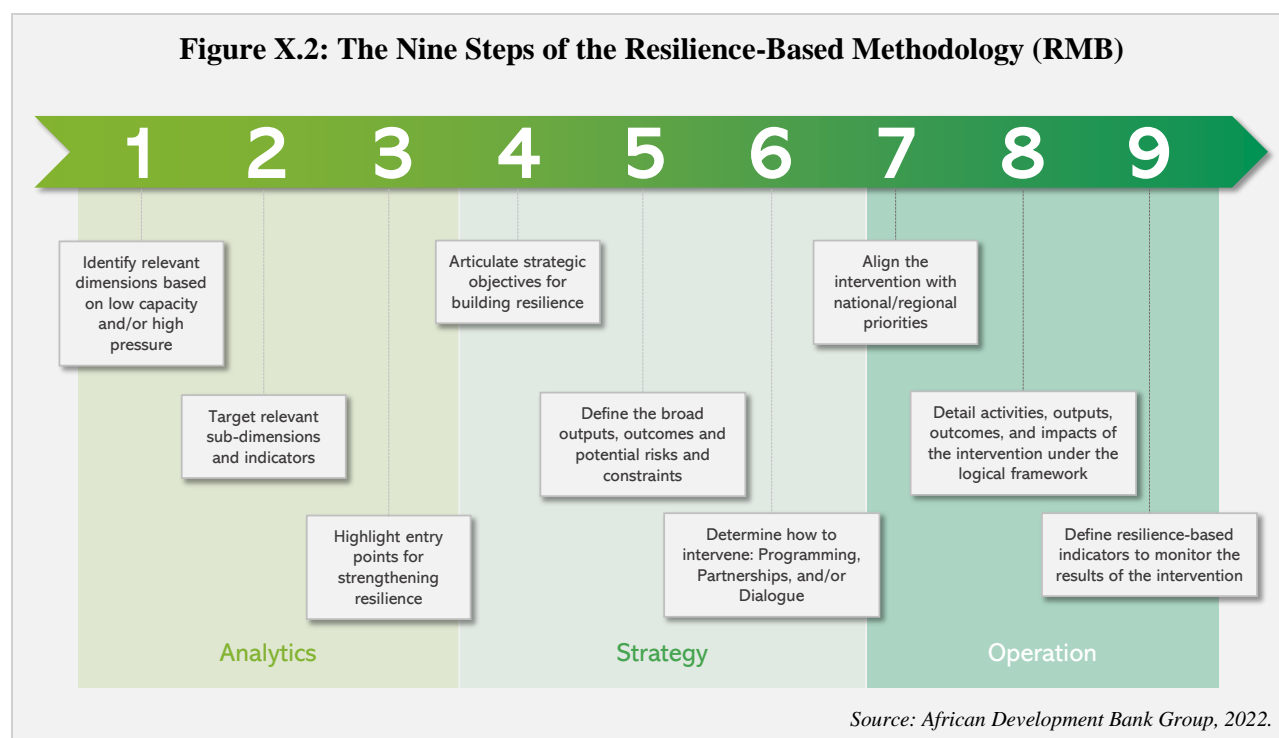 Figure X.2: The Nine Steps of the Resilience-Based Methodology (RMB)
1 2 3 4 5 6 7 8 9
Identify relevant
dimensions based
on low capacity
and/or high
pressure
Target relevant
sub-dimensions
and indicators
Highlight entry
points for
strengthening
resilience
Articulate strategic
objectives for
building resilience
Define the broad
outputs, outcomes and
potential risks and
constraints
Determine how to
intervene: Programming,
Partnerships, and/or
Dialogue
Align the
intervention with
national/regional
priorities
Detail activities, outputs,
outcomes, and impacts of
the intervention under the
logical framework
Define resilience-based
indicators to monitor the
results of the intervention
Analytics
Strategy
Operation
Source: African Development Bank Group, 2022.